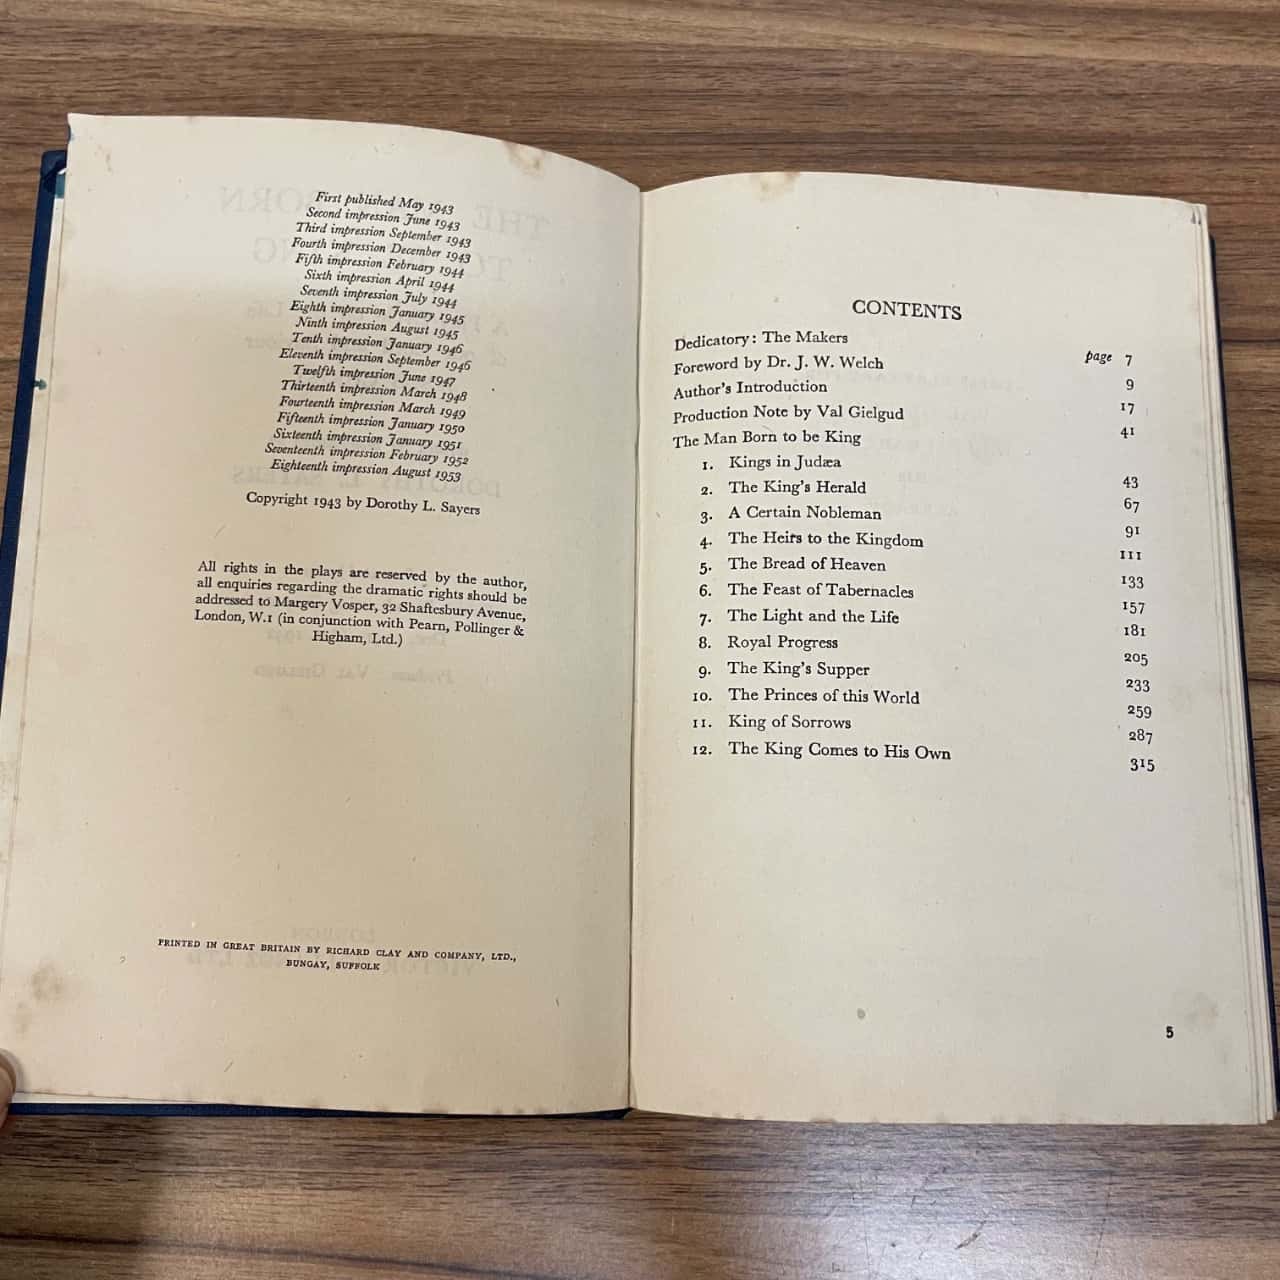 First published May 1943
Second impression June 1943
Third impression September 1943
Fourth impression December 1943
Fifth impression February 1944
Sixth impression April 1944
Seventh impression July 1944
Eighth impression January 1945
Ninth impression August 1945
Tenth impression January 1946
Eleventh impression September 1946
Twelfth impression June 1947
Thirteenth impression March 1948
Fourteenth impression March 1949
Fifteenth impression January 1950
Sixteenth impression January 1951
Seventeenth impression February 1952
Eighteenth impression August 1953
Copyright 1943 by Dorothy L. Sayers
All rights in the plays are reserved by the author,
all enquiries regarding the dramatic rights should be
addressed to Margery Vosper, 32 Shaftesbury Avenue,
London, W.1 (in conjunction with Pearn, Pollinger &
Higham, Ltd.)
PRINTED IN GREAT BRITAIN BY RICHARD CLAY AND COMPANY, LTD.,
BUNGAY, SUFFOLK
CONTENTS
Dedicatory: The Makers page 7
Foreword by Dr. J. W. Welch 9
Author's Introduction 17
Production Note by Val Gielgud 41
The Man Born to be King
1. Kings in Judæa 43
2. The King's Herald 67
3. A Certain Nobleman 91
4. The Heirs to the Kingdom 111
5. The Bread of Heaven 133
6. The Feast of Tabernacles 157
7. The Light and the Life 181
8. Royal Progress 205
9. The King's Supper 233
10. The Princes of this World 259
11. King of Sorrows 287
12. The King Comes to His Own 315
5